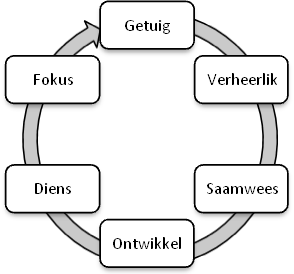 Getuig
Verheerlik
Saamwees
Ontwikkel
Diens
Fokus